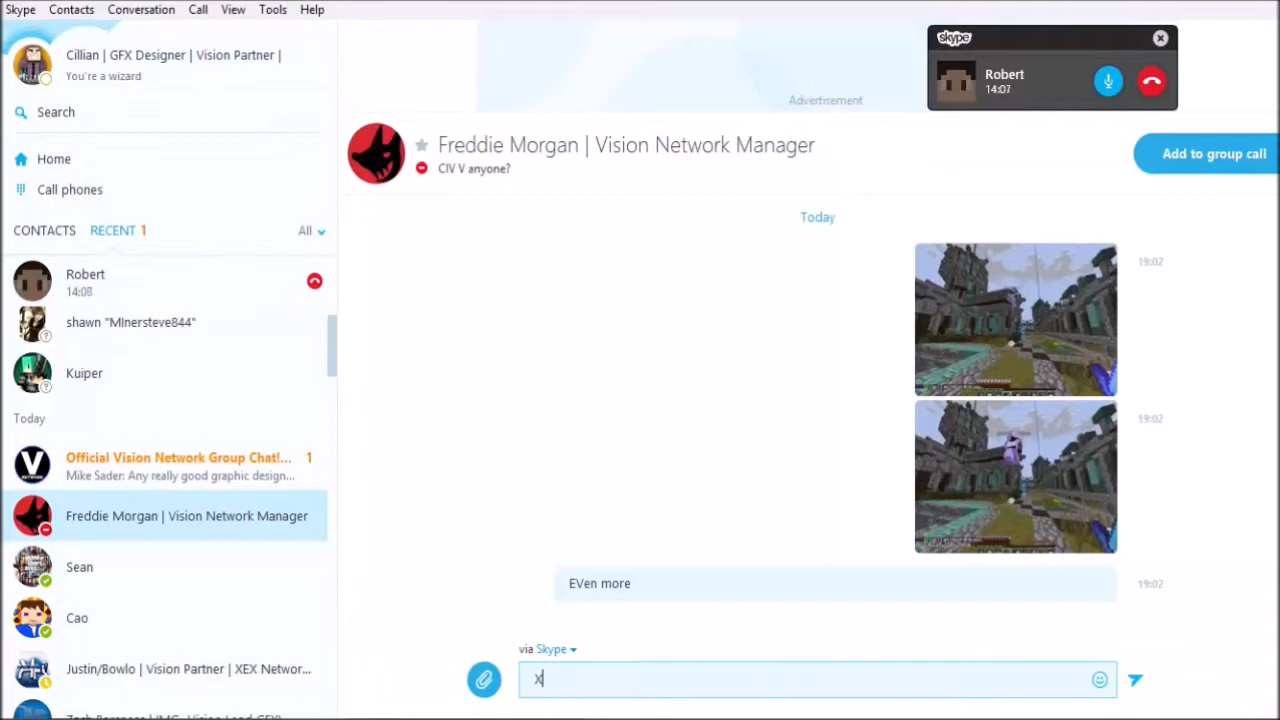 Skype Contacts Conversation Call View Tools Help
Cillian | GFX Designer | Vision Partner |
You're a wizard
Search
Home
Call phones
CONTACTS RECENT 1 All
Robert
14:08
shawn "MInersteve844"
Kuiper
Today
Official Vision Network Group Chat!... 1
Mike Sader: Any really good graphic design...
Freddie Morgan | Vision Network Manager
Sean
Cao
Justin/Bowlo | Vision Partner | XEX Networ...
Advertisement
skype
Robert
14:07
Freddie Morgan | Vision Network Manager
CIV V anyone?
Add to group call
Today
19:02
19:02
EVen more 19:02
via Skype
X